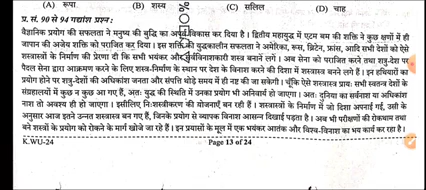 (A) रूपा (B) शस्य (C) सलिल (D) चाह
प्र. सं. 90 से 94 गद्यांश प्रश्न :
वैज्ञानिक प्रयोग की सफलता ने मनुष्य की बुद्धि का अपूर्व विकास कर दिया है। द्वितीय महायुद्ध में एटम बम की शक्ति ने कुछ क्षणों में ही
जापान की अजेय शक्ति को पराजित कर दिया। इस शक्ति की युद्धकालीन सफलता ने अमेरिका, रूस, ब्रिटेन, फ्रांस, आदि सभी देशों को ऐसे
शस्त्रास्त्रों के निर्माण की प्रेरणा दी कि सभी भयंकर और सर्वविनाशकारी शस्त्र बनाने लगे। अब सेना को पराजित करने तथा शत्रु-देश पर
पैदल सेना द्वारा आक्रमण करने के लिए शस्त्र-निर्माण के स्थान पर देश के विनाश करने की दिशा में शस्त्रास्त्र बनने लगे हैं। इन हथियारों का
प्रयोग होने पर शत्रु-देशों की अधिकांश जनता और संपत्ति थोड़े समय में ही नष्ट की जा सकेगी। चूँकि ऐसे शस्त्रास्त्र प्रायः सभी स्वतन्त्र देशों के
संग्रहालयों में कुछ न कुछ आ गए हैं, अतः युद्ध की स्थिति में उनका प्रयोग भी अनिवार्य हो जाएगा। अतः दुनिया का सर्वनाश या अधिकांश
नाश तो अवश्य ही हो जाएगा। इसीलिए निःशस्त्रीकरण की योजनाएँ बन रही हैं। शस्त्रास्त्रों के निर्माण में जो दिशा अपनाई गई, उसी के
अनुसार आज इतने उन्नत शस्त्रास्त्र बन गए हैं, जिनके प्रयोग से व्यापक विनाश आसन्न दिखाई पड़ता है। अब भी परीक्षणों की रोकथाम तथा
बने शस्त्रों के प्रयोग को रोकने के मार्ग खोजे जा रहे हैं। इन प्रयासों के मूल में एक भयंकर आतंक और विश्व-विनाश का भय कार्य कर रहा है।
K.WU-24 Page 13 of 24